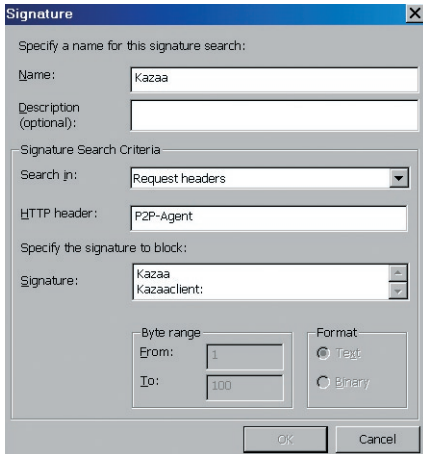 Signature
Specify a name for this signature search:
Name:
Kazaa
Description
(optional):
Signature Search Criteria
Search in:
Request headers
HTTP header:
P2P-Agent
Specify the signature to block:
Signature:
Kazaa
Kazaaclient:
Byte range
From:
1
To:
100
Format
Text
Binary
OK
Cancel